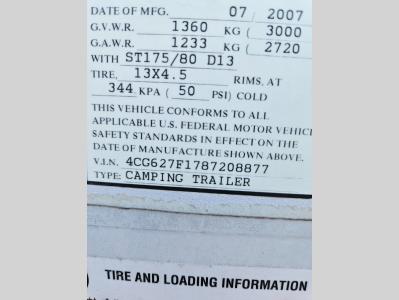 DATE OF MFG. 07 / 2007
G.V.W.R. 1360 KG ( 3000
G.A.W.R. 1233 KG ( 2720
WITH ST175/80 D13
TIRE, 13X4.5 RIMS, AT
344 KPA ( 50 PSI) COLD
THIS VEHICLE CONFORMS TO ALL
APPLICABLE U.S. FEDERAL MOTOR VEHIC
SAFETY STANDARDS IN EFFECT ON THE
DATE OF MANUFACTURE SHOWN ABOVE.
V.I.N. 4CG627F1787208877
TYPE: CAMPING TRAILER
TIRE AND LOADING INFORMATION